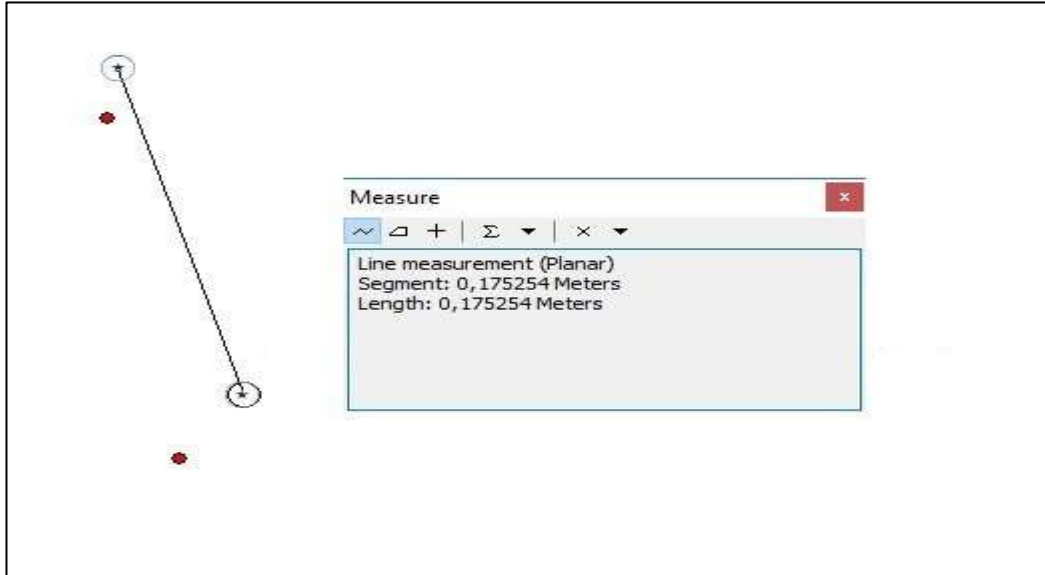 Measure
Line measurement (Planar)
Segment: 0,175254 Meters
Length: 0,175254 Meters